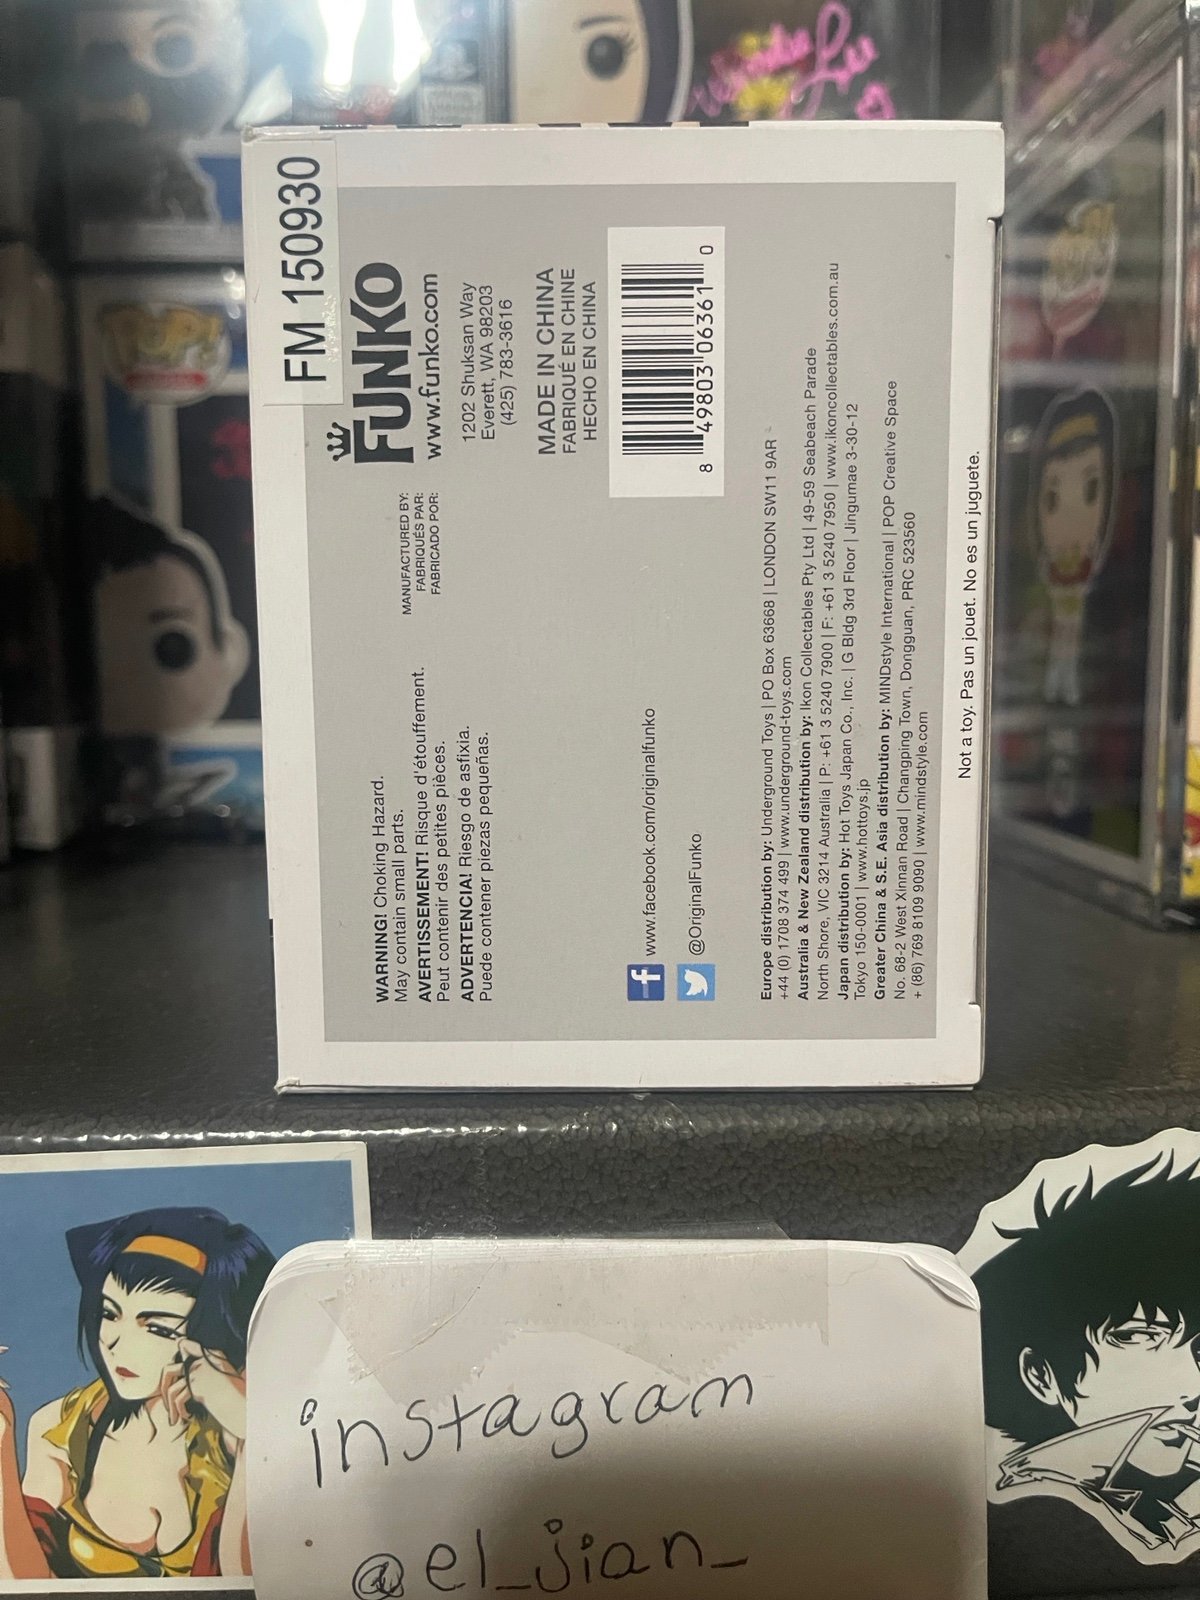 FM 150930
FUNKO
www.funko.com
1202 Shuksan Way
Everett, WA 98203
(425) 783-3616
MADE IN CHINA
FABRIQUÉ EN CHINE
HECHO EN CHINA
8 49803 06361 0
MANUFACTURED BY:
FABRIQUÉS PAR:
FABRICADO POR:
WARNING! Choking Hazard.
May contain small parts.
AVERTISSEMENT! Risque d'étouffement.
Peut contenir des petites pièces.
ADVERTENCIA! Riesgo de asfixia.
Puede contener piezas pequeñas.
f www.facebook.com/originalfunko
@OriginalFunko
Europe distribution by: Underground Toys | PO Box 63668 | LONDON SW11 9AR
+44 (0) 1708 374 499 | www.underground-toys.com
Australia & New Zealand distribution by: Ikon Collectables Pty Ltd | 49-59 Seabeach Parade
North Shore, VIC 3214 Australia | P: +61 3 5240 7900 | F: +61 3 5240 7950 | www.ikoncollectables.com.au
Japan distribution by: Hot Toys Japan Co., Inc. | G Bldg 3rd Floor | Jingumae 3-30-12
Tokyo 150-0001 | www.hottoys.jp
Greater China & S.E. Asia distribution by: MINDstyle International | POP Creative Space
No. 68-2 West Xinnan Road | Changping Town, Dongguan, PRC 523560
+ (86) 769 8109 9090 | www.mindstyle.com
Not a toy. Pas un jouet. No es un juguete.
instagram
@el_jian_